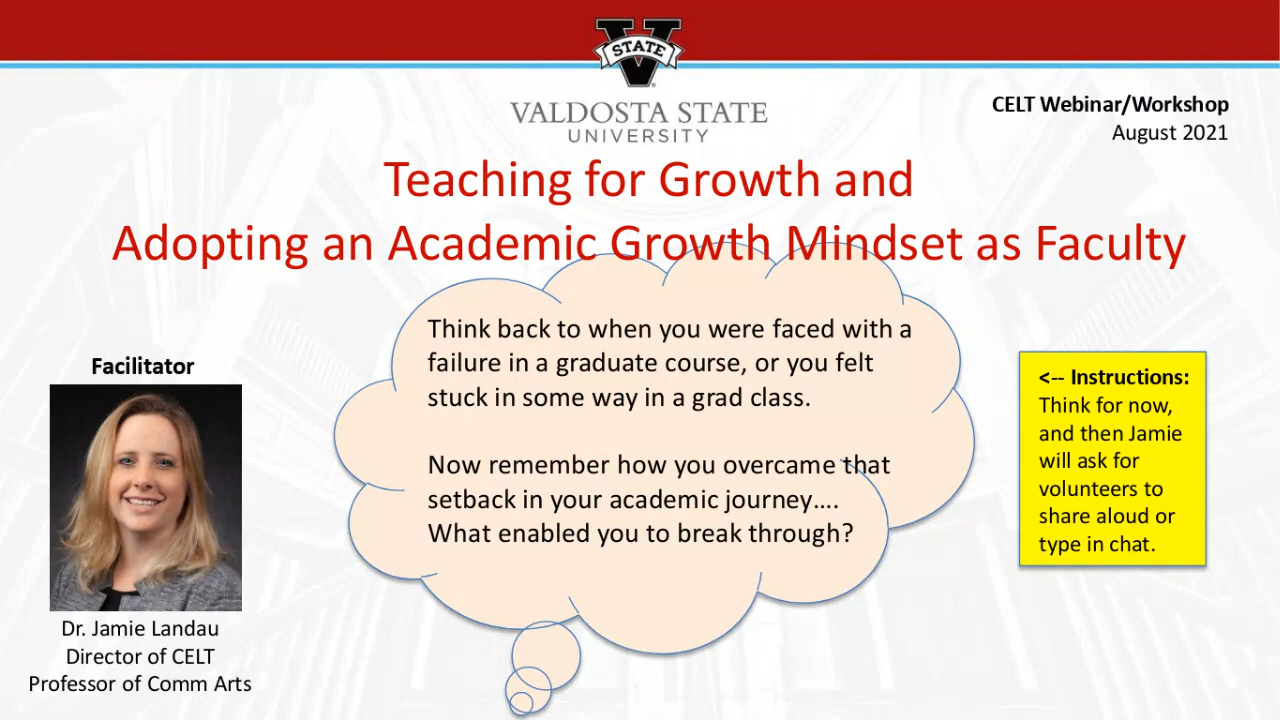 V
STATE
VALDOSTA STATE
UNIVERSITY
CELT Webinar/Workshop
August 2021
Teaching for Growth and
Adopting an Academic Growth Mindset as Faculty
Think back to when you were faced with a
failure in a graduate course, or you felt
stuck in some way in a grad class.
Now remember how you overcame that
setback in your academic journey….
What enabled you to break through?
Facilitator
Dr. Jamie Landau
Director of CELT
Professor of Comm Arts
<-- Instructions:
Think for now,
and then Jamie
will ask for
volunteers to
share aloud or
type in chat.